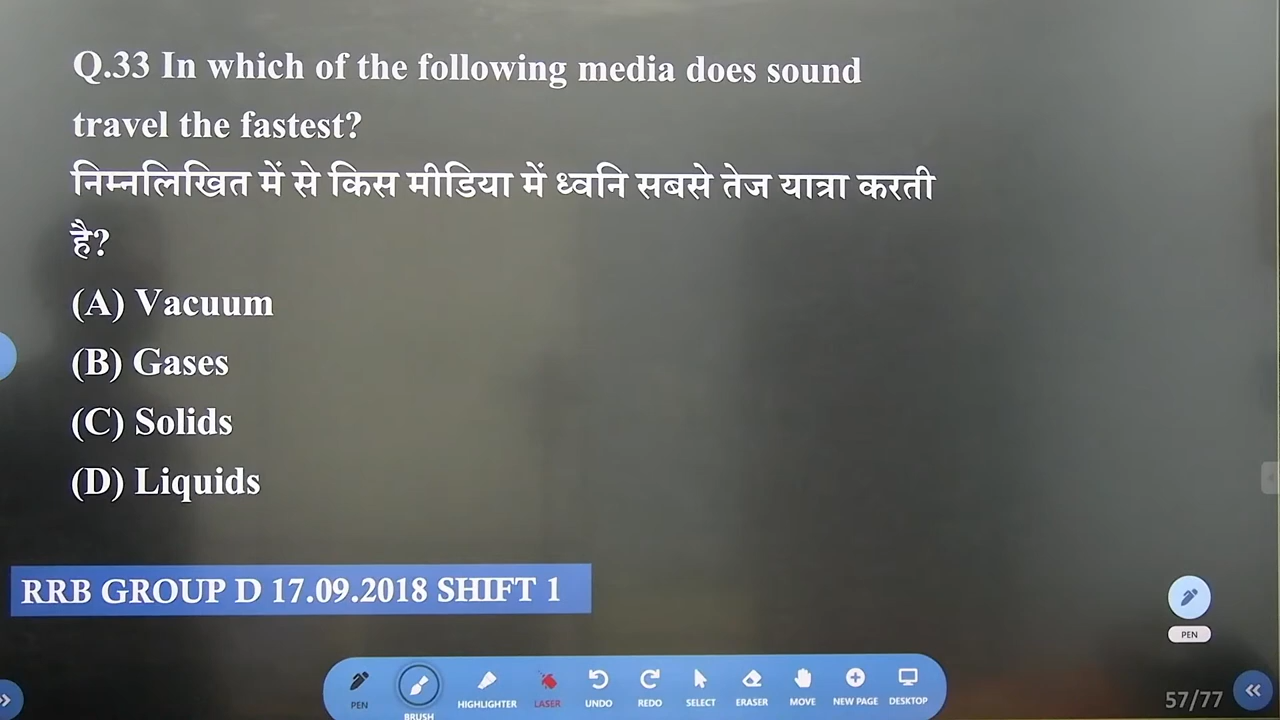 Q.33 In which of the following media does sound
travel the fastest?
निम्नलिखित में से किस मीडिया में ध्वनि सबसे तेज यात्रा करती
है?
(A) Vacuum
(B) Gases
(C) Solids
(D) Liquids
RRB GROUP D 17.09.2018 SHIFT 1
PEN
PEN
BRUSH
HIGHLIGHTER
LASER
UNDO
REDO
SELECT
ERASER
MOVE
NEW PAGE
DESKTOP
57/77